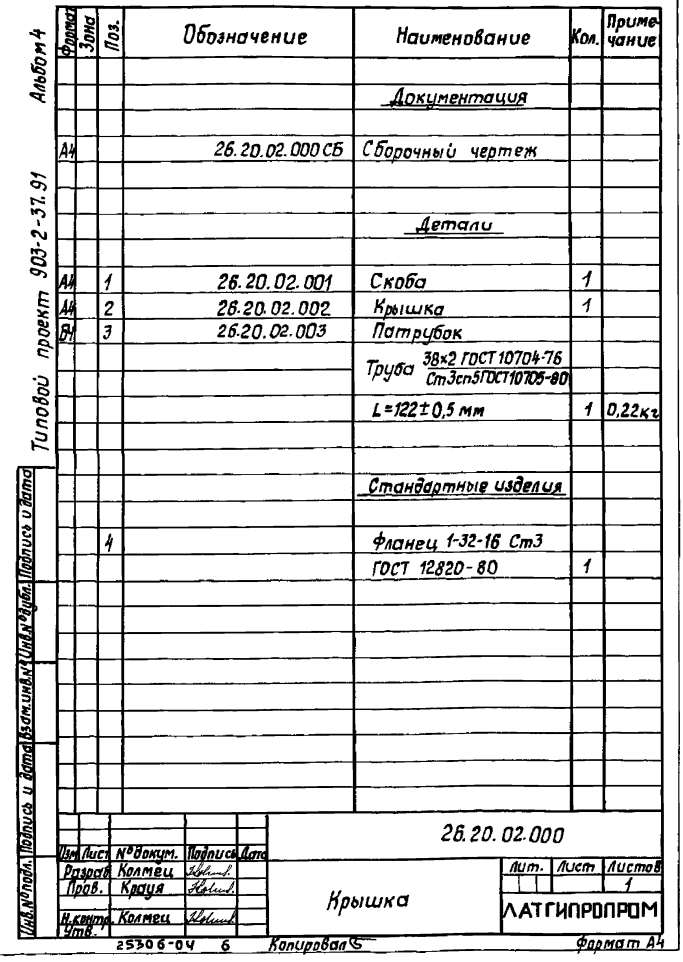 Альбом 4
Типовой проект 903-2-37.91
Формат Зона Поз. Обозначение Наименование Кол. Приме-
чание
Документация
А4 26.20.02.000 СБ Сборочный чертеж
Детали
А4 1 26.20.02.001 Скоба 1
А4 2 26.20.02.002 Крышка 1
БЧ 3 26.20.02.003 Патрубок
Труба 38×2 ГОСТ 10704-76
Ст3сп5 ГОСТ 10705-80
L=122±0,5 мм 1 0,22кг
Стандартные изделия
4 Фланец 1-32-16 Ст3
ГОСТ 12820-80 1
Инв.№подл. Подпись и дата Взам.инв.№ Инв.№дубл. Подпись и дата
26.20.02.000
Изм Лист №докум. Подпись Дата
Разраб Колмец
Пров. Крауя
Н.контр. Колмец
Утв.
Крышка
Лит. Лист Листов
1
ЛАТГИПРОПРОМ
25306-04 6 Копировал Формат А4